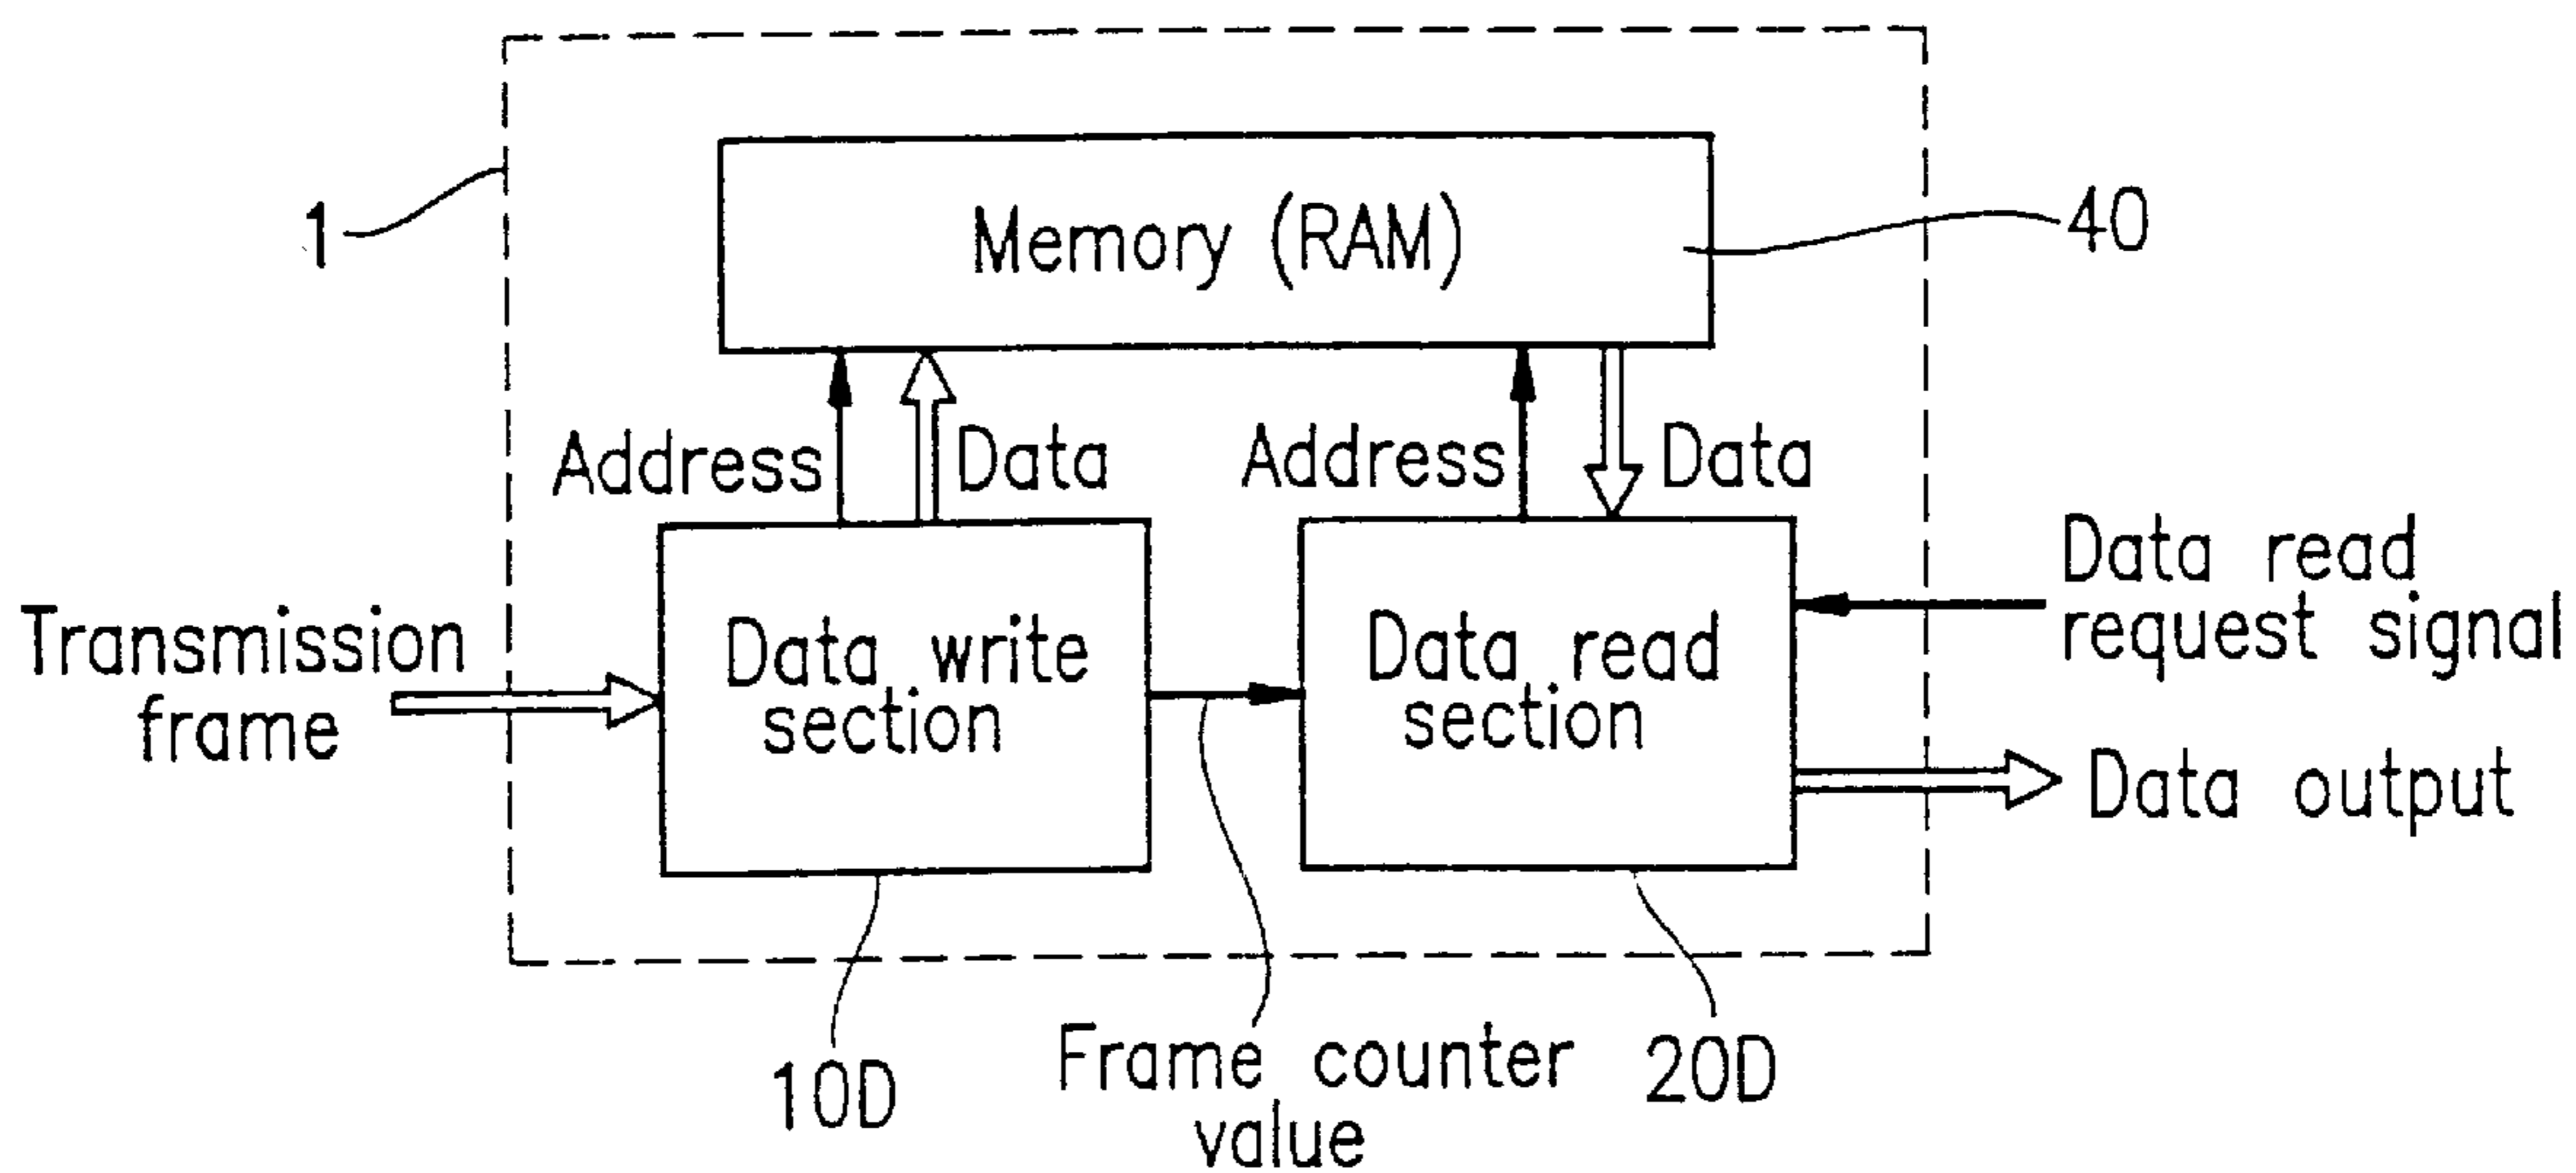 1
Memory (RAM)
40
Address
Data
Address
Data
Transmission
frame
Data write
section
Data read
section
Data read
request signal
Data output
10D
Frame counter
value
20D